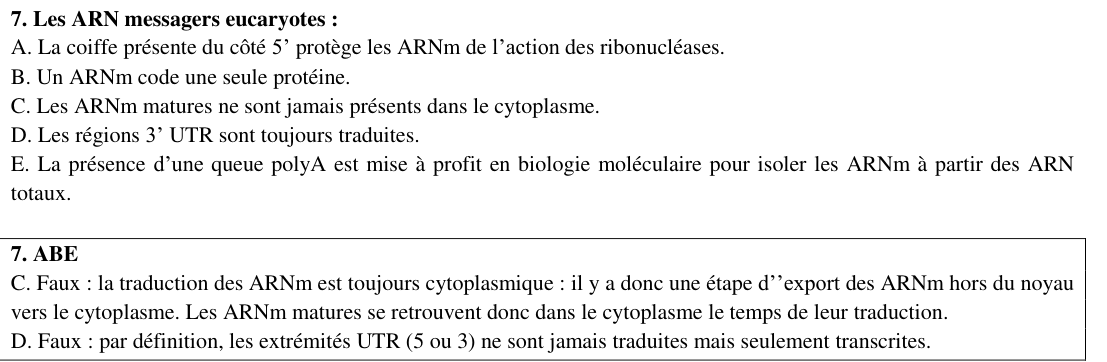 7. Les ARN messagers eucaryotes :
A. La coiffe présente du côté 5’ protège les ARNm de l’action des ribonucléases.
B. Un ARNm code une seule protéine.
C. Les ARNm matures ne sont jamais présents dans le cytoplasme.
D. Les régions 3’ UTR sont toujours traduites.
E. La présence d’une queue polyA est mise à profit en biologie moléculaire pour isoler les ARNm à partir des ARN
totaux.
7. ABE
C. Faux : la traduction des ARNm est toujours cytoplasmique : il y a donc une étape d’’export des ARNm hors du noyau
vers le cytoplasme. Les ARNm matures se retrouvent donc dans le cytoplasme le temps de leur traduction.
D. Faux : par définition, les extrémités UTR (5 ou 3) ne sont jamais traduites mais seulement transcrites.